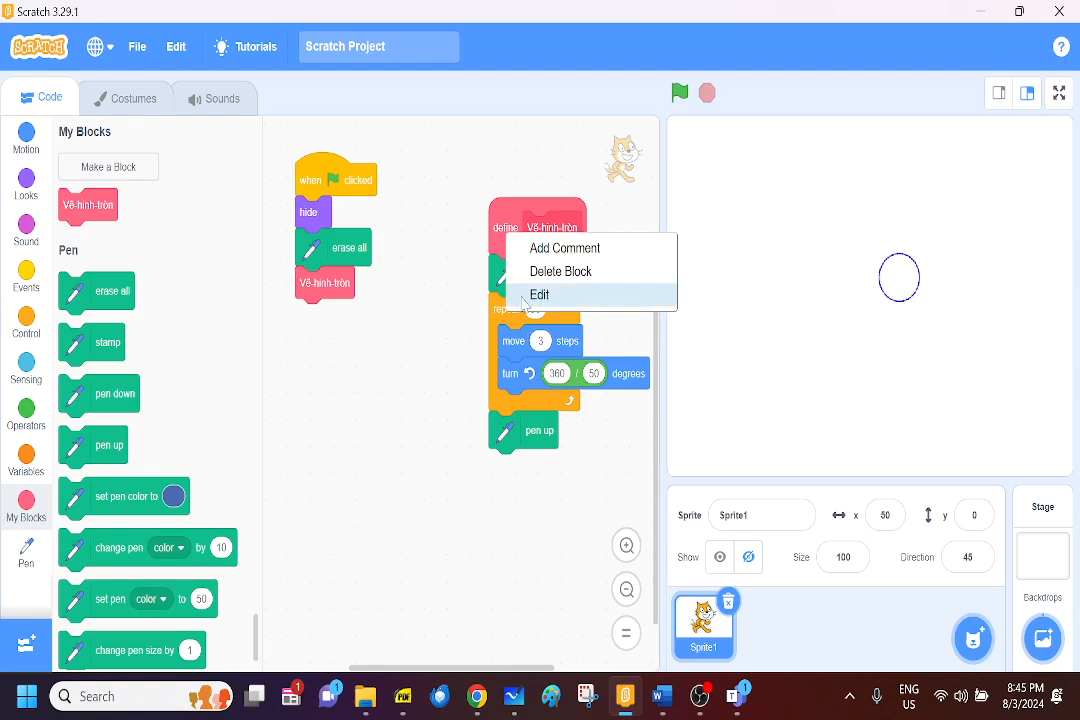 Scratch 3.29.1
SCRATCH
File
Edit
Tutorials
Scratch Project
?
Code
Costumes
Sounds
Motion
Looks
Sound
Events
Control
Sensing
Operators
Variables
My Blocks
Pen
My Blocks
Make a Block
Vẽ-hình-tròn
Pen
erase all
stamp
pen down
pen up
set pen color to
change pen color by 10
set pen color to 50
change pen size by 1
when clicked
hide
erase all
Vẽ-hình-tròn
define Vẽ-hình-tròn
Add Comment
Delete Block
Edit
move 3 steps
turn 360 / 50 degrees
pen up
Sprite
Sprite1
x
50
y
0
Show
Size
100
Direction
45
Sprite1
Stage
Backdrops
Search
1
1
PDF
1
ENG
US
8:45 PM
8/3/2024